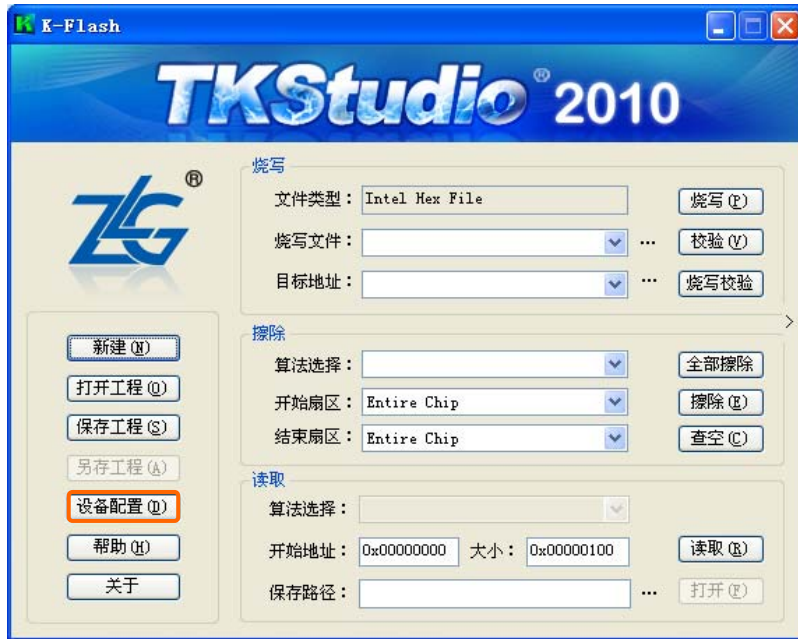 K-Flash
TKStudio® 2010
ZLG®
新建(N)
打开工程(O)
保存工程(S)
另存工程(A)
设备配置(D)
帮助(H)
关于
烧写
文件类型： Intel Hex File 烧写(P)
烧写文件： ... 校验(V)
目标地址： ... 烧写校验
擦除
算法选择： 全部擦除
开始扇区： Entire Chip 擦除(E)
结束扇区： Entire Chip 查空(C)
读取
算法选择：
开始地址： 0x00000000 大小： 0x00000100 读取(R)
保存路径： ... 打开(F)